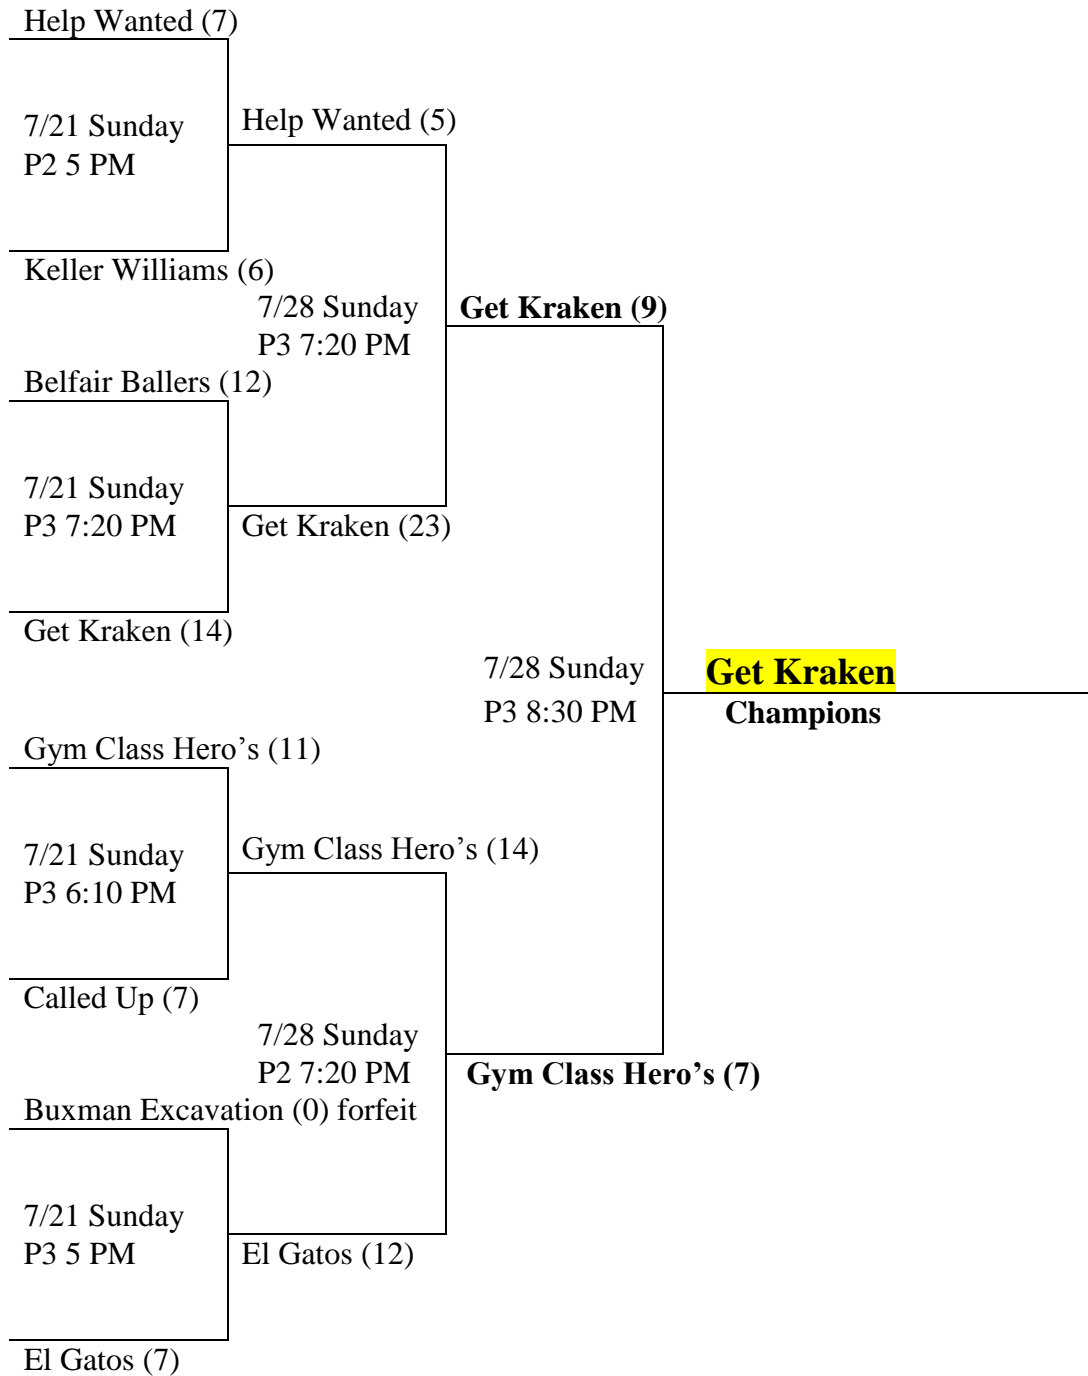 Help Wanted (7)
7/21 Sunday
P2 5 PM
Help Wanted (5)
Keller Williams (6)
7/28 Sunday
P3 7:20 PM
Get Kraken (9)
Belfair Ballers (12)
7/21 Sunday
P3 7:20 PM
Get Kraken (23)
Get Kraken (14)
7/28 Sunday
P3 8:30 PM
Get Kraken
Champions
Gym Class Hero’s (11)
7/21 Sunday
P3 6:10 PM
Gym Class Hero’s (14)
Called Up (7)
7/28 Sunday
P2 7:20 PM
Gym Class Hero’s (7)
Buxman Excavation (0) forfeit
7/21 Sunday
P3 5 PM
El Gatos (12)
El Gatos (7)